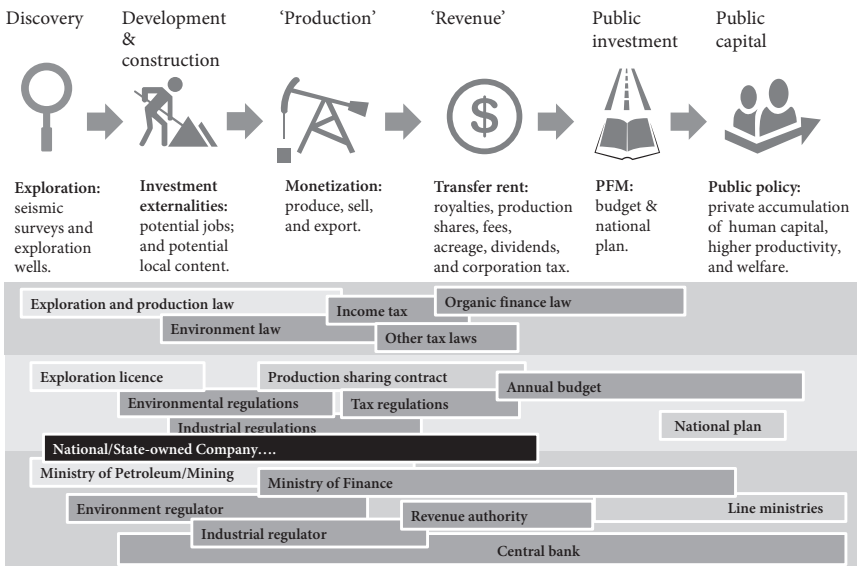 Discovery
Development
&
construction
‘Production’
‘Revenue’
Public
investment
Public
capital
$
Exploration:
seismic
surveys and
exploration
wells.
Investment
externalities:
potential jobs;
and potential
local content.
Monetization:
produce, sell,
and export.
Transfer rent:
royalties, production
shares, fees,
acreage, dividends,
and corporation tax.
PFM:
budget &
national
plan.
Public policy:
private accumulation
of human capital,
higher productivity,
and welfare.
Exploration and production law
Income tax
Organic finance law
Environment law
Other tax laws
Exploration licence
Production sharing contract
Annual budget
Environmental regulations
Tax regulations
Industrial regulations
National plan
National/State-owned Company....
Ministry of Petroleum/Mining
Ministry of Finance
Environment regulator
Revenue authority
Line ministries
Industrial regulator
Central bank